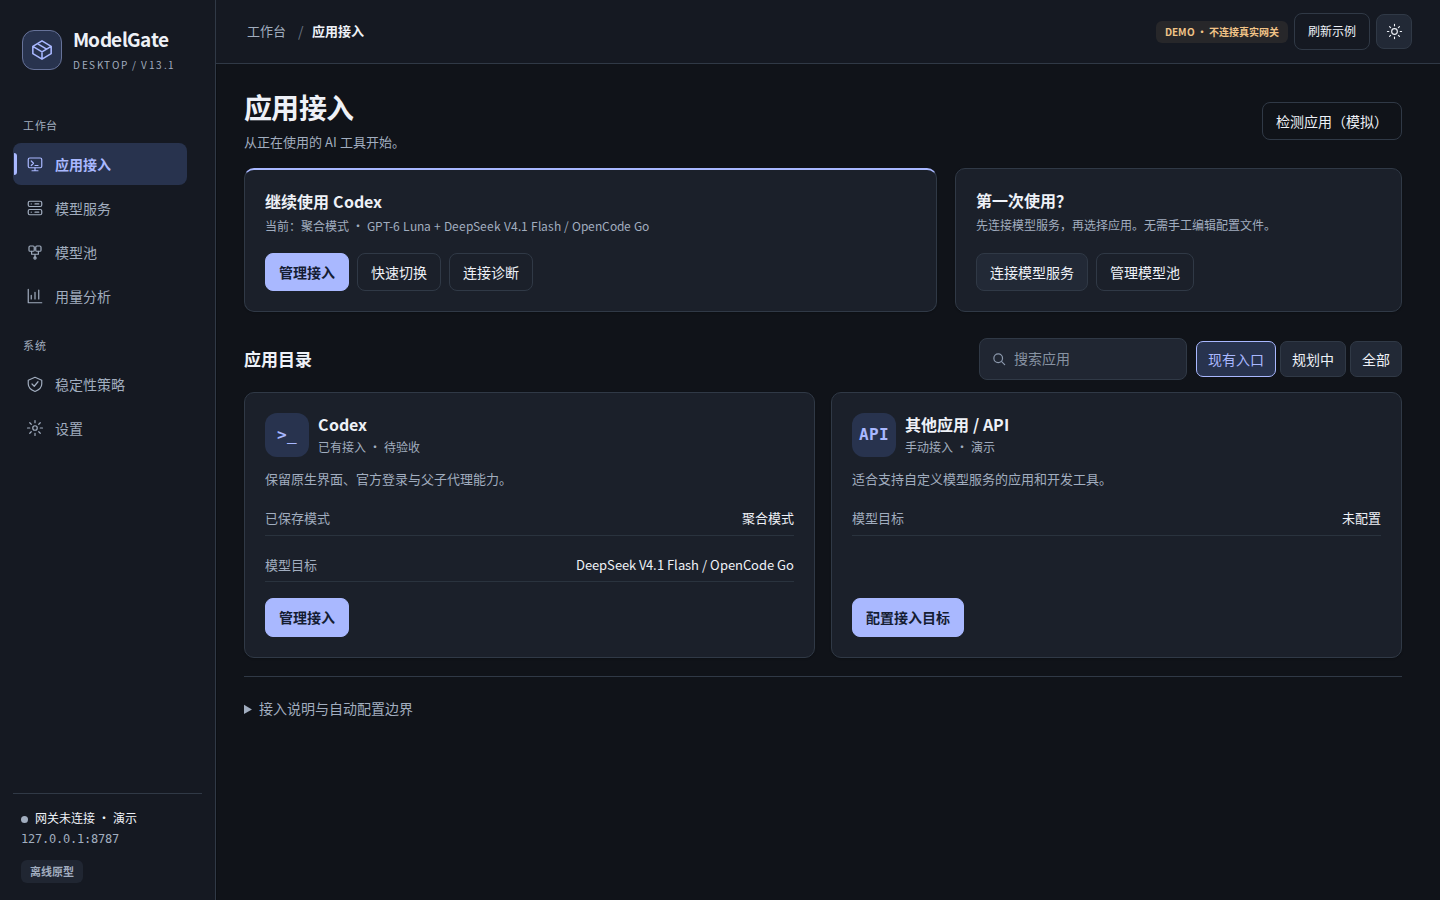 ModelGate
DESKTOP / V13.1
工作台
应用接入
模型服务
模型池
用量分析
系统
稳定性策略
设置
网关未连接 · 演示
127.0.0.1:8787
离线原型
工作台 / 应用接入
DEMO · 不连接真实网关
刷新示例
应用接入
从正在使用的 AI 工具开始。
检测应用（模拟）
继续使用 Codex
当前：聚合模式 · GPT-6 Luna + DeepSeek V4.1 Flash / OpenCode Go
管理接入 快速切换 连接诊断
第一次使用？
先连接模型服务，再选择应用。无需手工编辑配置文件。
连接模型服务 管理模型池
应用目录
搜索应用
现有入口 规划中 全部
>_
Codex
已有接入 · 待验收
保留原生界面、官方登录与父子代理能力。
已保存模式 聚合模式
模型目标 DeepSeek V4.1 Flash / OpenCode Go
管理接入
API
其他应用 / API
手动接入 · 演示
适合支持自定义模型服务的应用和开发工具。
模型目标 未配置
配置接入目标
接入说明与自动配置边界